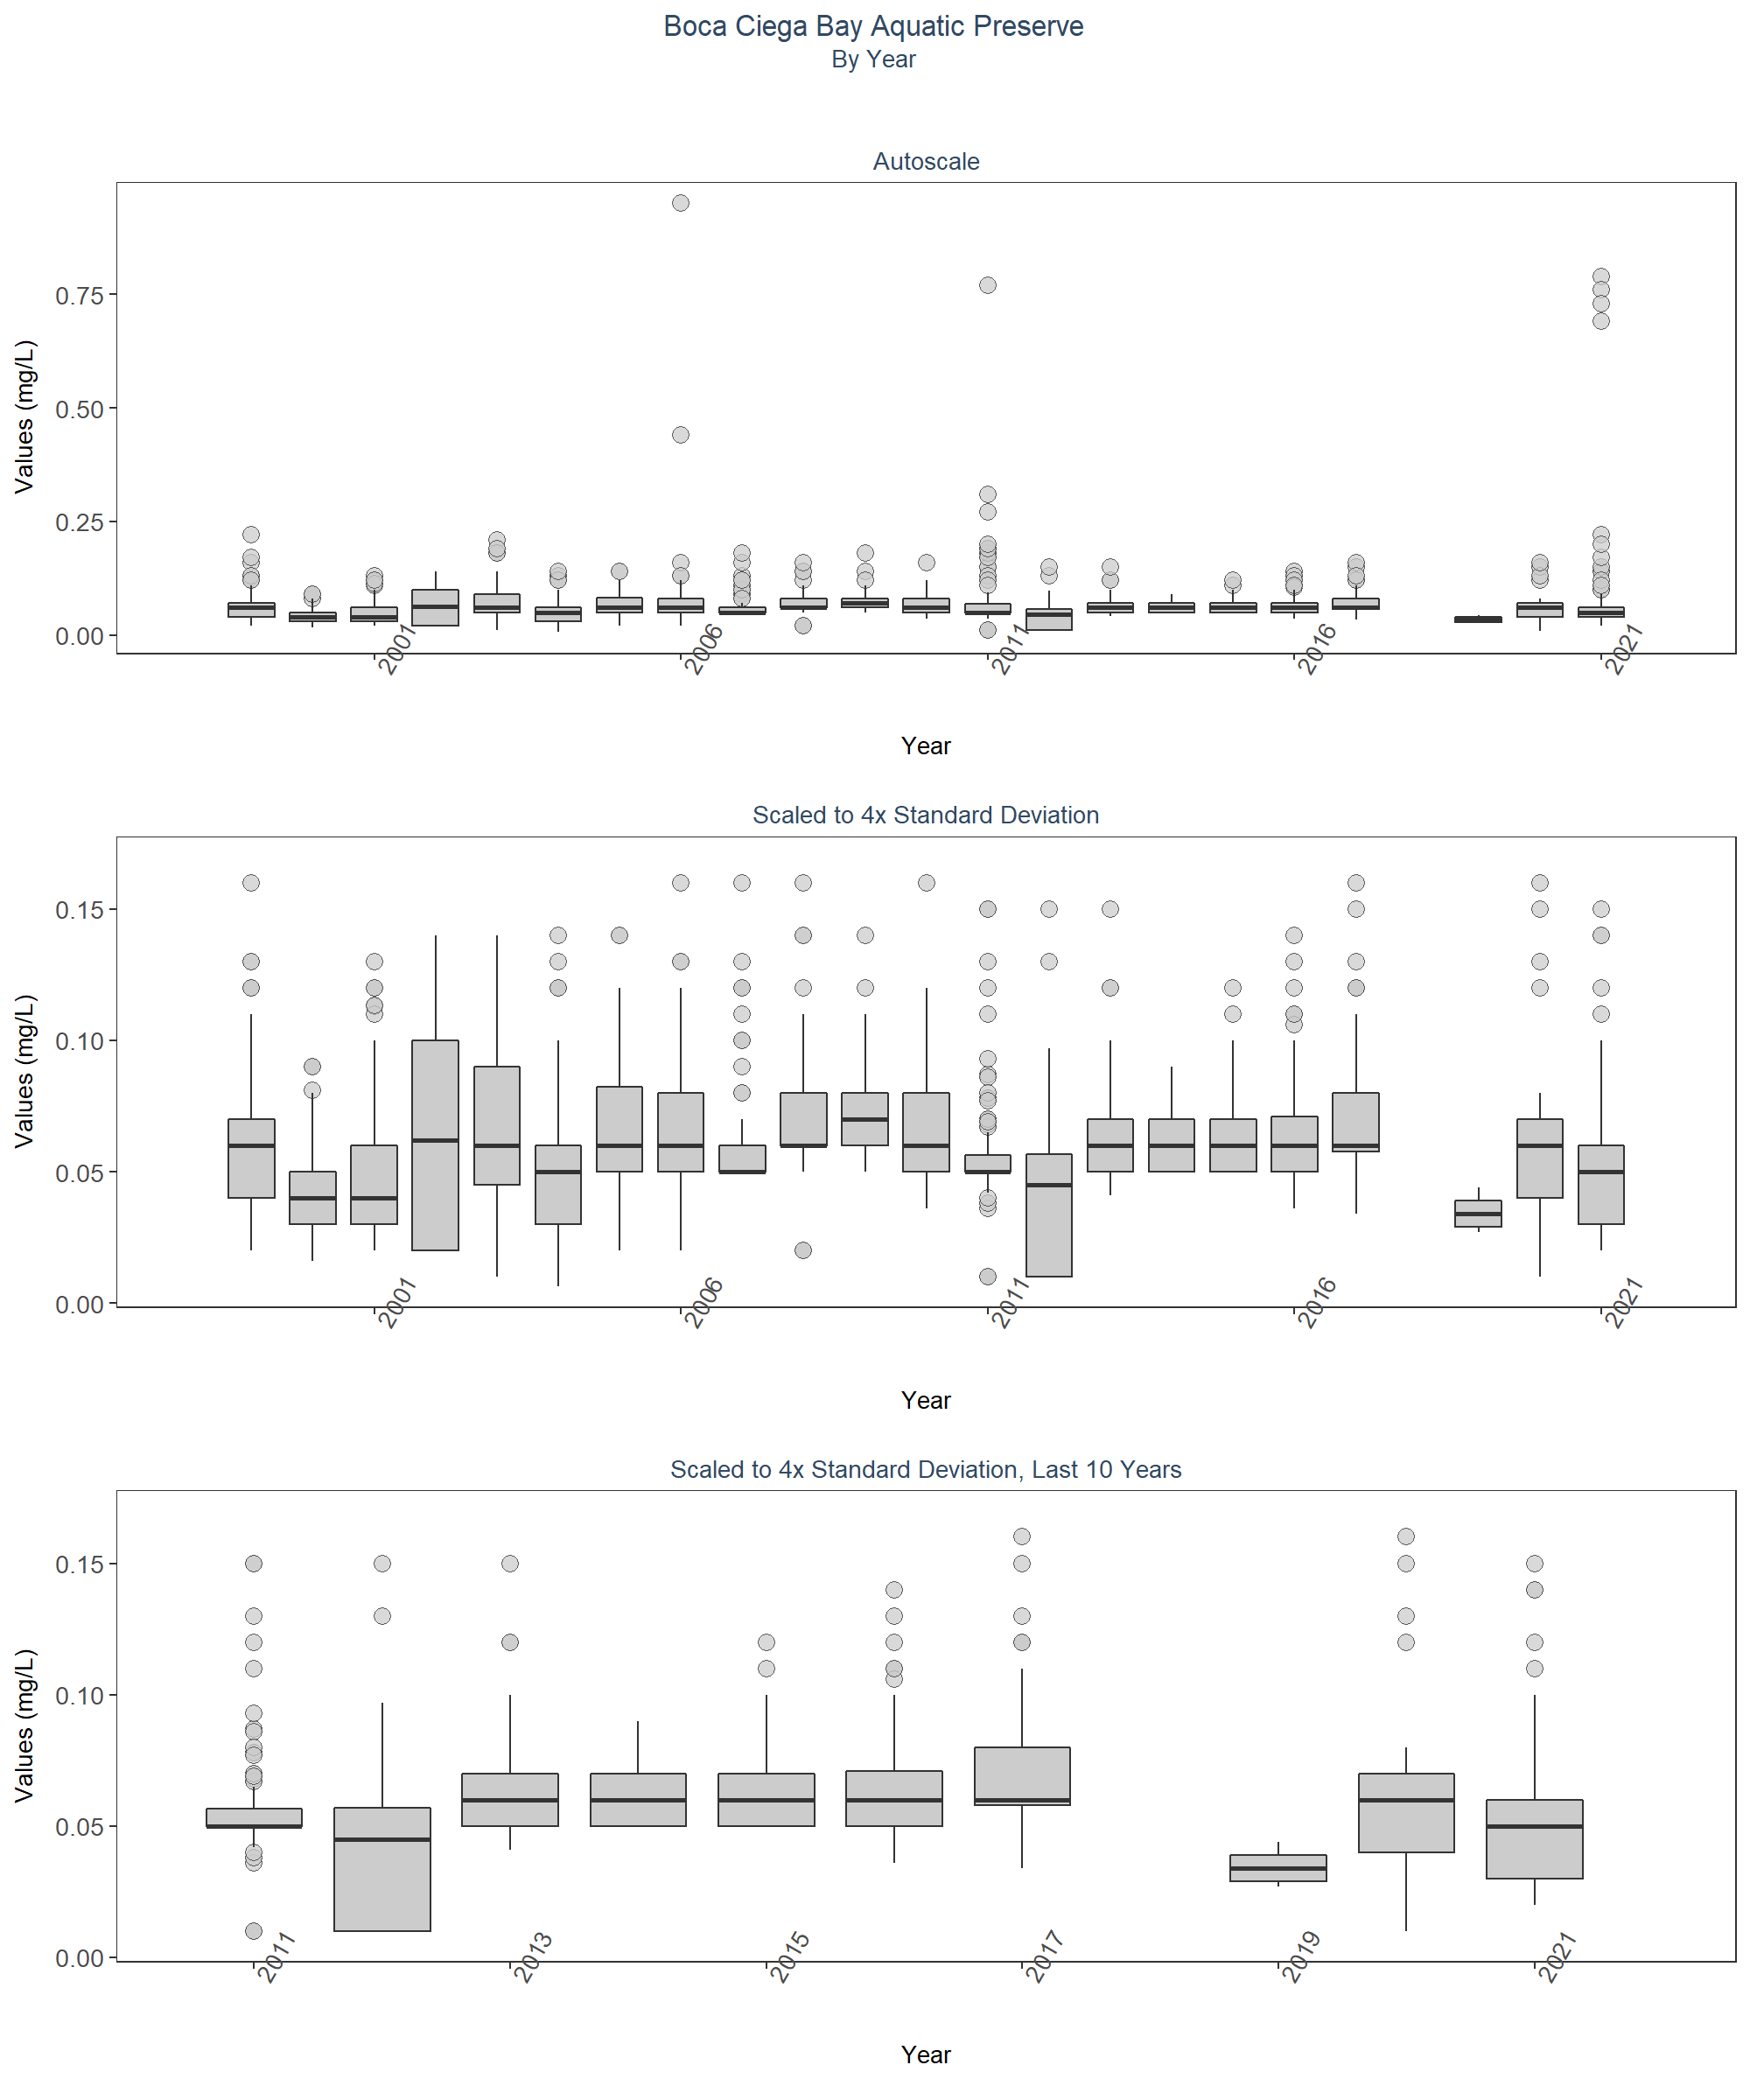 Boca Ciega Bay Aquatic Preserve
By Year
Autoscale
Values (mg/L)
0.75
0.50
0.25
0.00
2001
2006
2011
2016
2021
Year
Scaled to 4x Standard Deviation
Values (mg/L)
0.15
0.10
0.05
0.00
2001
2006
2011
2016
2021
Year
Scaled to 4x Standard Deviation, Last 10 Years
Values (mg/L)
0.15
0.10
0.05
0.00
2011
2013
2015
2017
2019
2021
Year